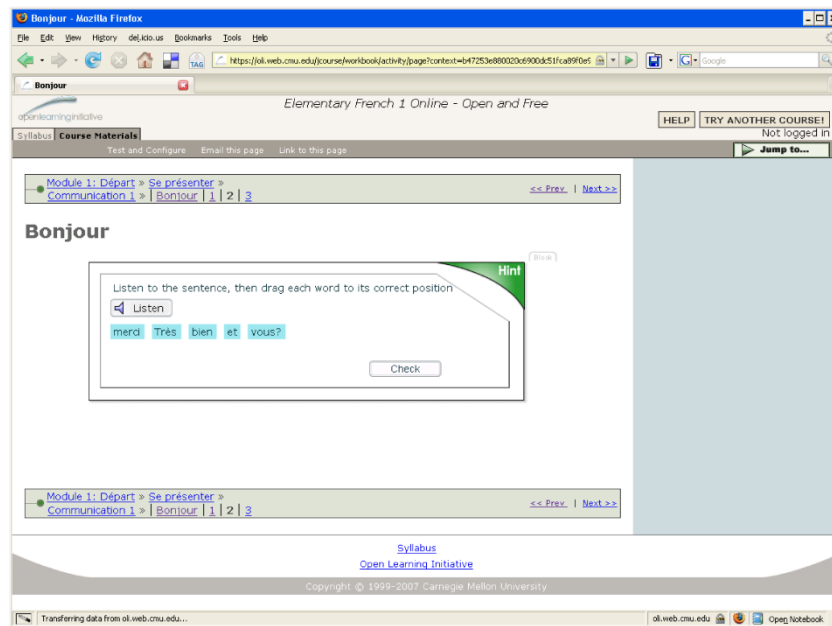 Bonjour - Mozilla Firefox
File Edit View History del.icio.us Bookmarks Tools Help
TAG https://oli.web.cmu.edu/jcourse/workbook/activity/page?context=b47253e880020c6900dc51fca89f0e9 G Google
Bonjour
openlearninginitiative Elementary French 1 Online - Open and Free
HELP TRY ANOTHER COURSE!
Syllabus Course Materials Not logged in
Test and Configure Email this page Link to this page Jump to...
Module 1: Départ » Se présenter »
Communication 1 » | Bonjour | 1 | 2 | 3 << Prev | Next >>
Bonjour
Hint
Listen to the sentence, then drag each word to its correct position
Listen
merci Très bien et vous?
Check
Module 1: Départ » Se présenter »
Communication 1 » | Bonjour | 1 | 2 | 3 << Prev | Next >>
Syllabus
Open Learning Initiative
Copyright © 1999-2007 Carnegie Mellon University
Transferring data from oli.web.cmu.edu... oli.web.cmu.edu Open Notebook